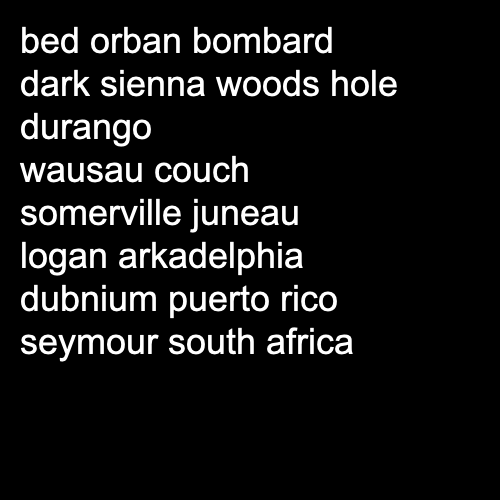 bed orban bombard
dark sienna woods hole
durango
wausau couch
somerville juneau
logan arkadelphia
dubnium puerto rico
seymour south africa